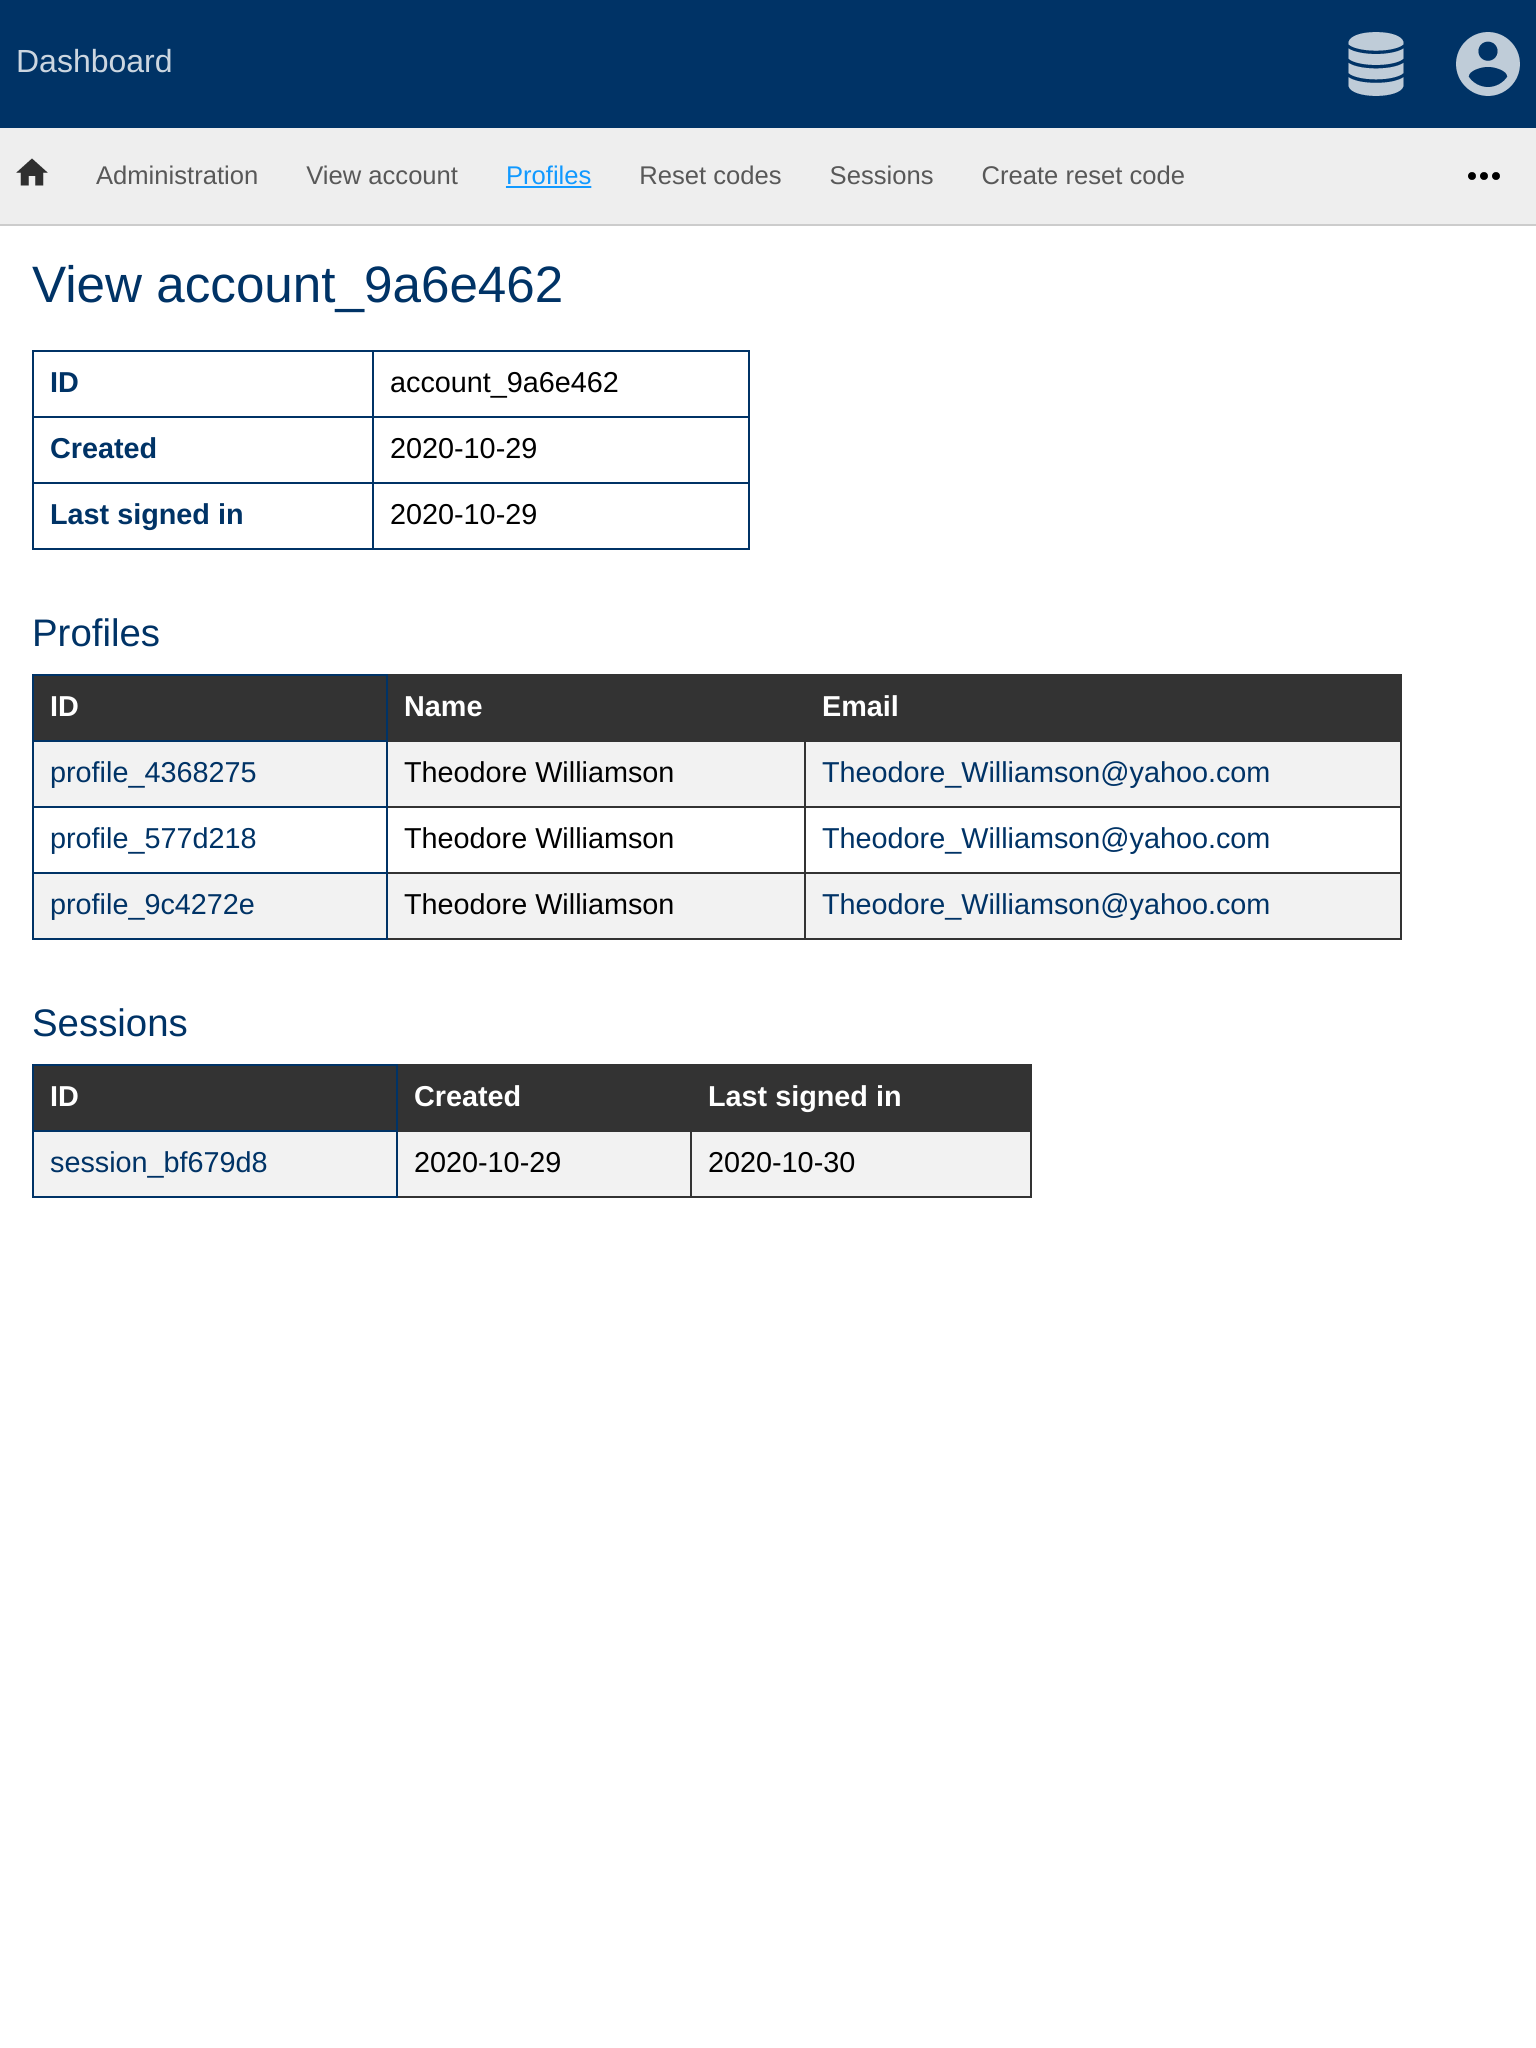 Dashboard
Administration View account Profiles Reset codes Sessions Create reset code
View account_9a6e462
ID account_9a6e462
Created 2020-10-29
Last signed in 2020-10-29
Profiles
ID Name Email
profile_4368275 Theodore Williamson Theodore_Williamson@yahoo.com
profile_577d218 Theodore Williamson Theodore_Williamson@yahoo.com
profile_9c4272e Theodore Williamson Theodore_Williamson@yahoo.com
Sessions
ID Created Last signed in
session_bf679d8 2020-10-29 2020-10-30